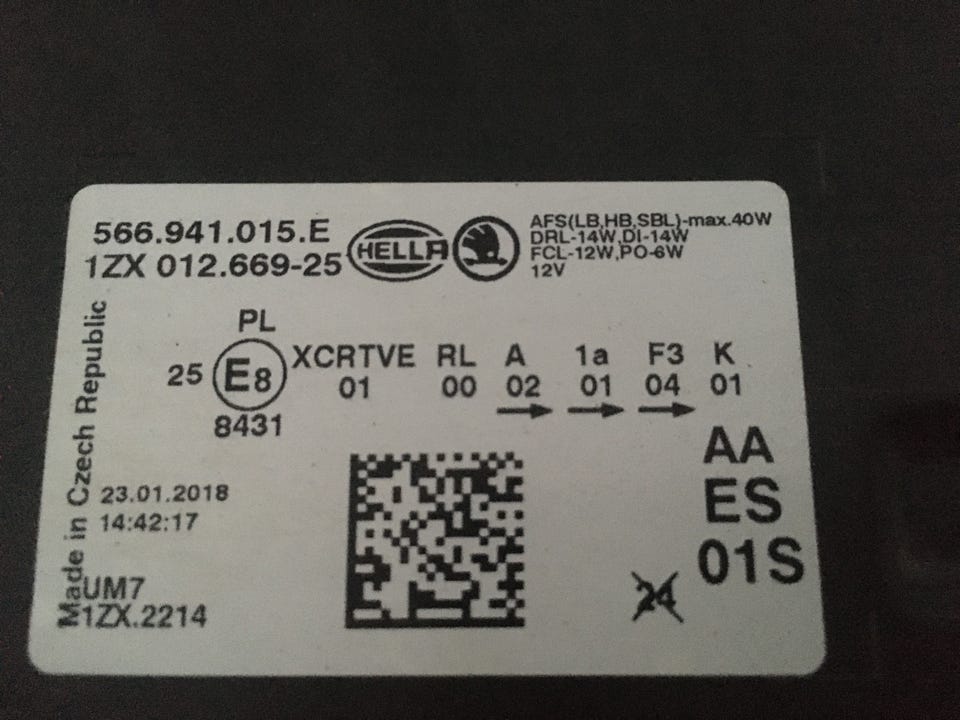 566.941.015.E
1ZX 012.669-25
HELLA
AFS(LB,HB,SBL)-max.40W
DRL-14W,DI-14W
FCL-12W,PO-6W
12V
PL
25 E8 XCRTVE RL A 1a F3 K
8431 01 00 02 01 04 01
AA
ES
01S
Made in Czech Republic
23.01.2018
14:42:17
UM7
1ZX.2214
24